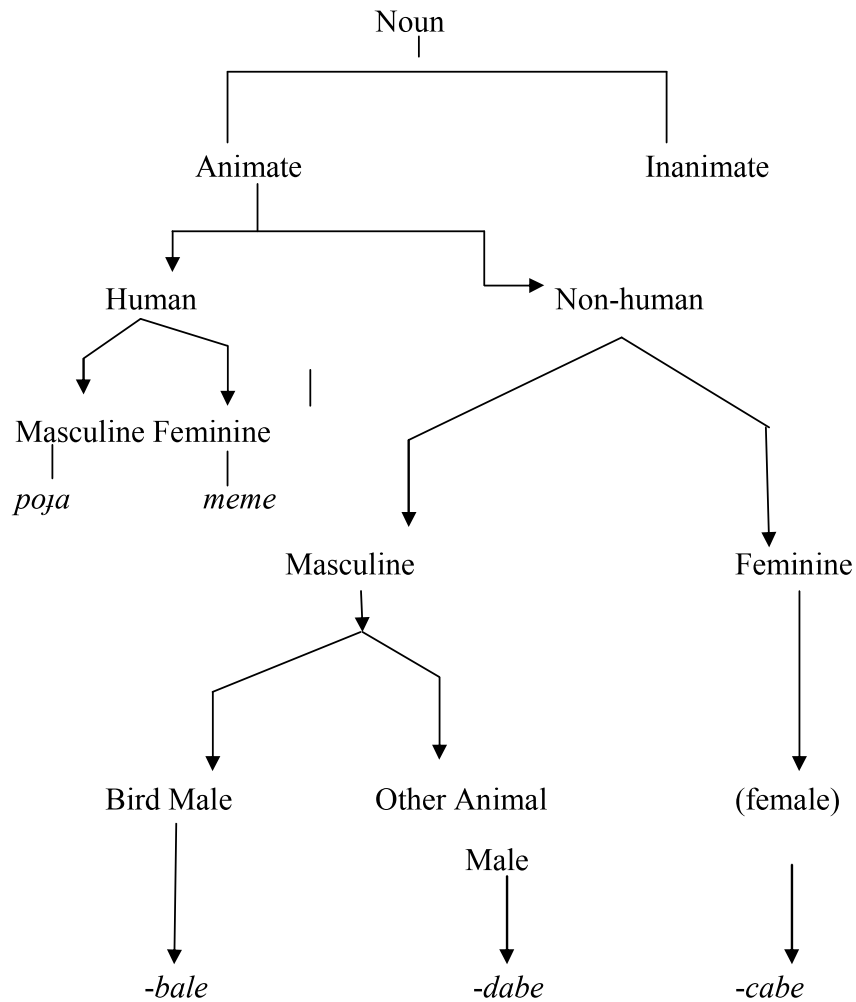 Noun
Animate Inanimate
Human Non-human
Masculine Feminine
poɟa meme
Masculine Feminine
Bird Male Other Animal (female)
Male
-bale -dabe -cabe